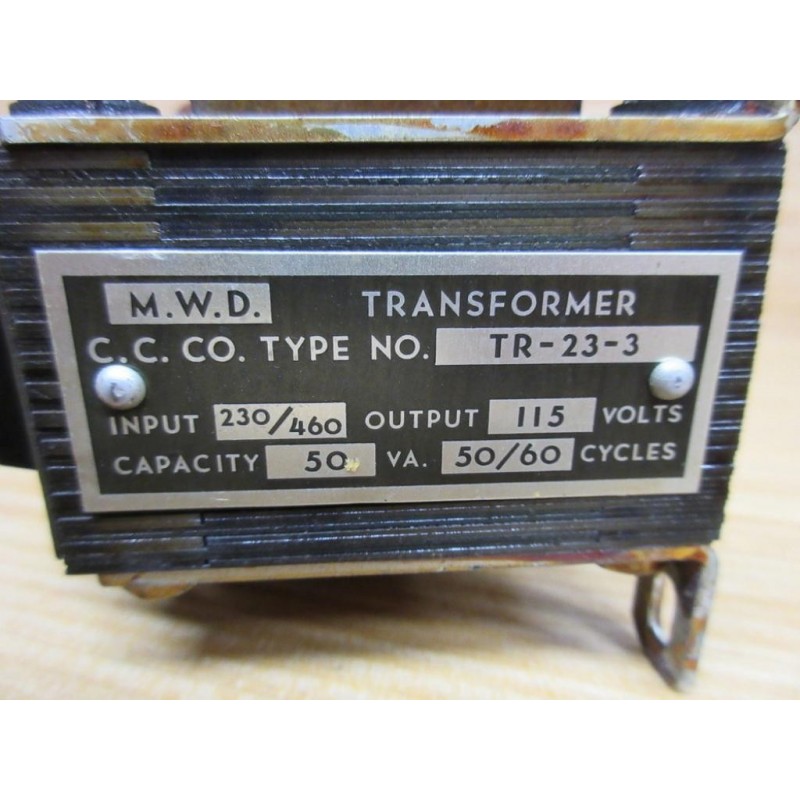 M.W.D. TRANSFORMER
C.C. CO. TYPE NO. TR-23-3
INPUT 230/460 OUTPUT 115 VOLTS
CAPACITY 50 VA. 50/60 CYCLES